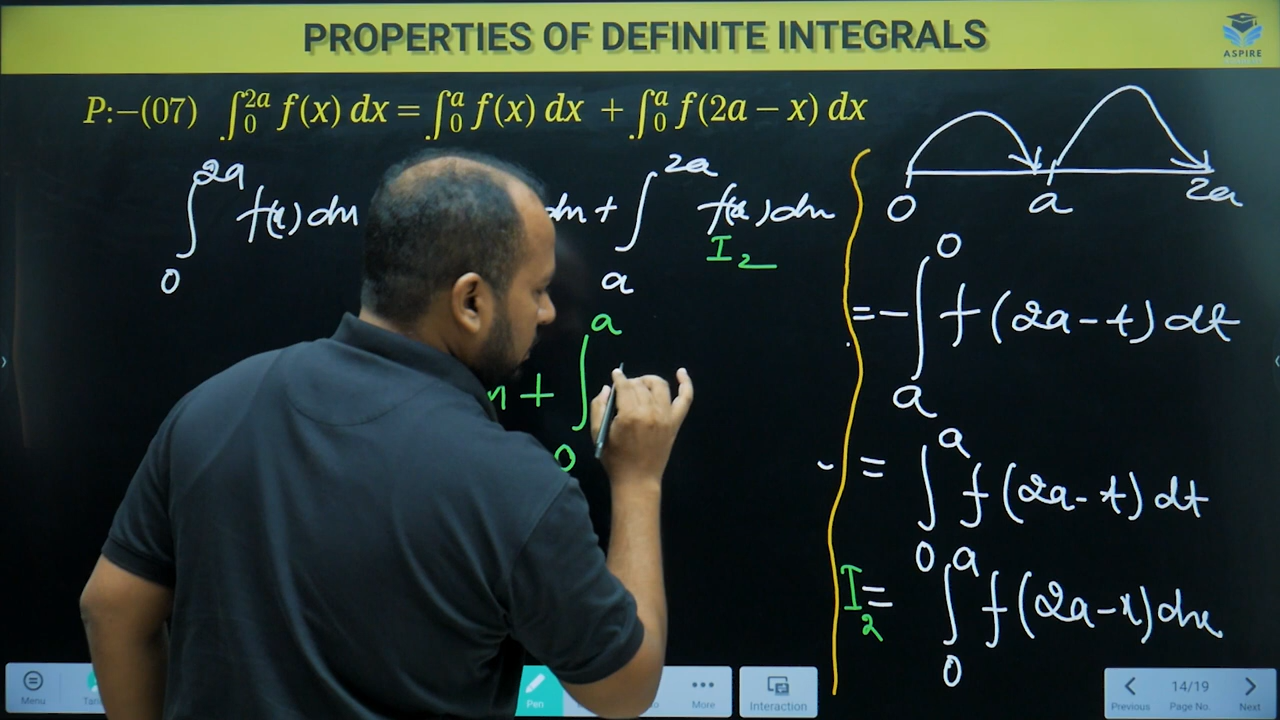 PROPERTIES OF DEFINITE INTEGRALS
ASPIRE
P:–(07) ∫₀²ᵃ f(x) dx = ∫₀ᵃ f(x) dx + ∫₀ᵃ f(2a – x) dx
0 a 2a
∫₀²ᵃ f(x) dx dx + ∫ₐ²ᵃ f(x) dx
I₂
= – ∫ₐ⁰ f(2a – t) dt
+ ∫₀ᵃ
= ∫₀ᵃ f(2a – t) dt
I₂ = ∫₀ᵃ f(2a – x) dx
Menu Pen More Interaction Previous 14/19 Page No. Next